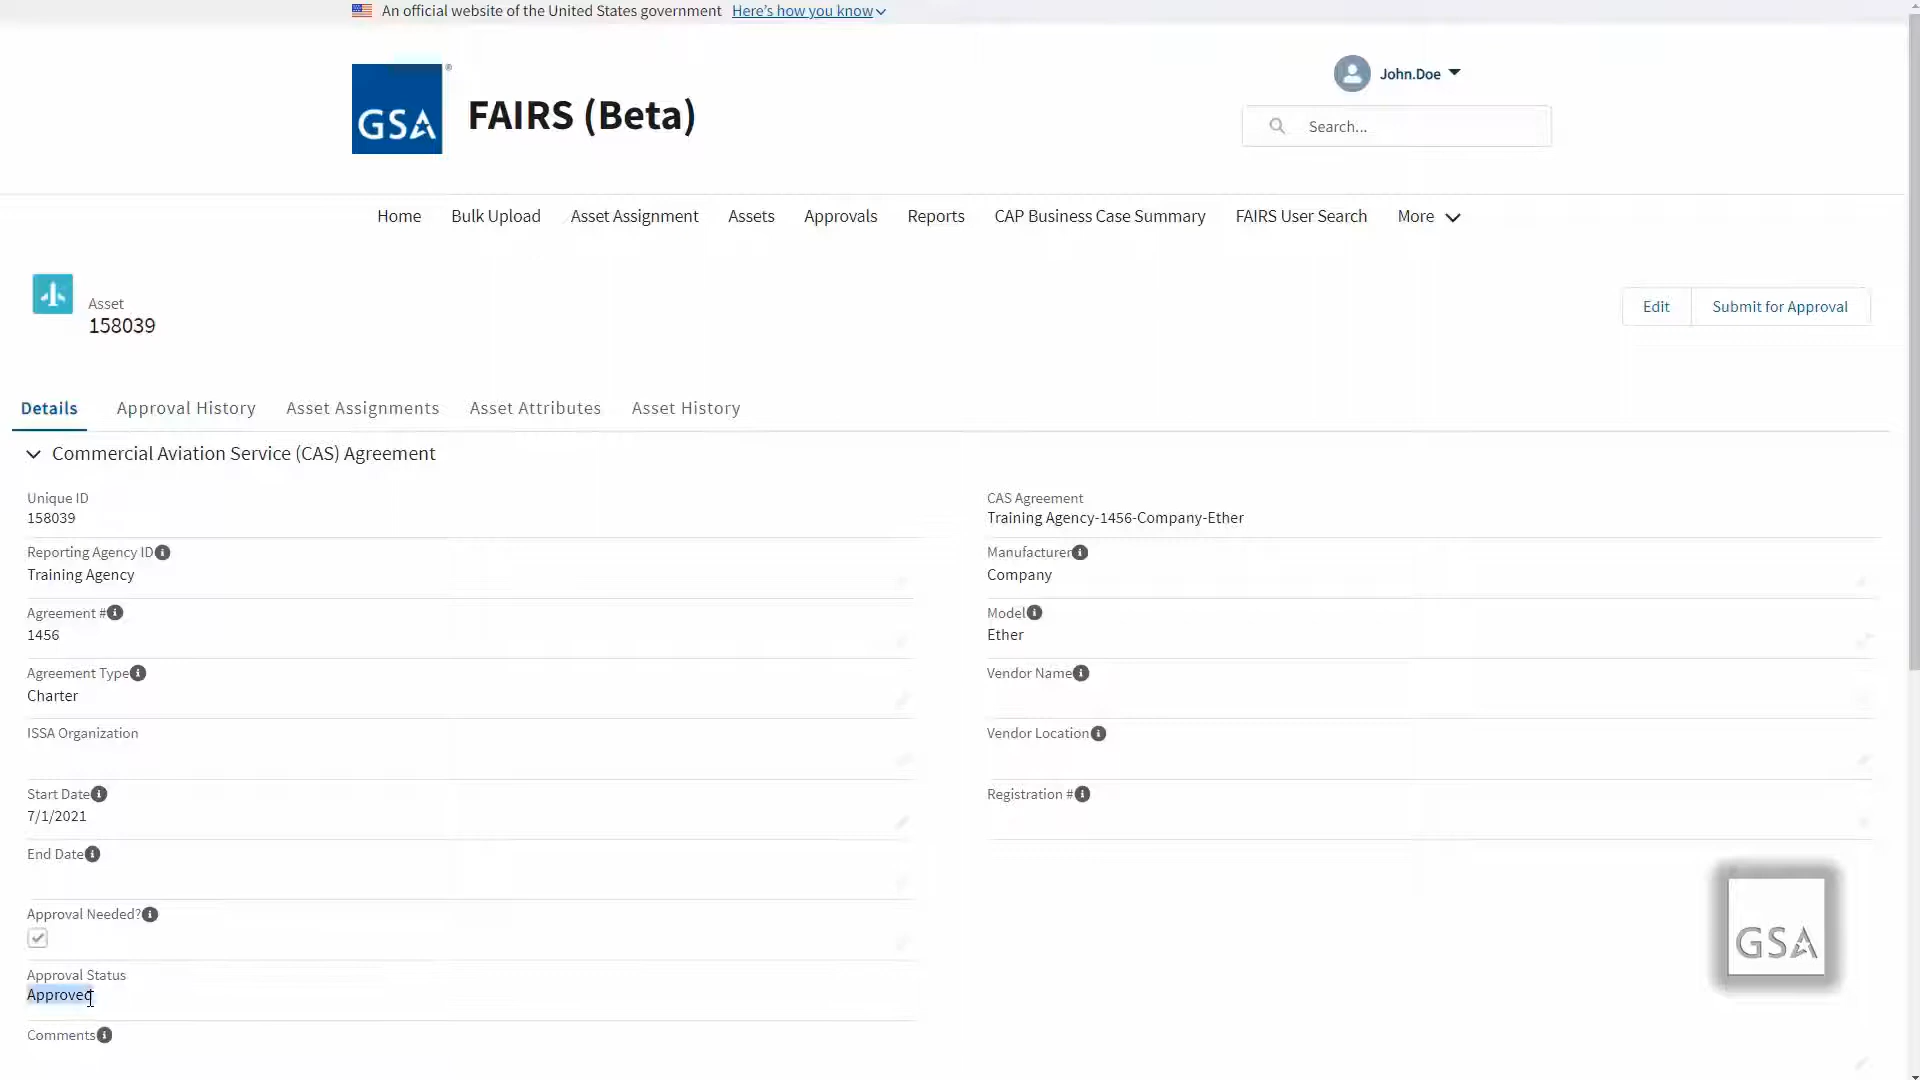 An official website of the United States government Here's how you know
GSA ®
FAIRS (Beta)
John.Doe
Search...
Home Bulk Upload Asset Assignment Assets Approvals Reports CAP Business Case Summary FAIRS User Search More
Asset
158039
Edit Submit for Approval
Details Approval History Asset Assignments Asset Attributes Asset History
Commercial Aviation Service (CAS) Agreement
Unique ID
158039
CAS Agreement
Training Agency-1456-Company-Ether
Reporting Agency ID
Training Agency
Manufacturer
Company
Agreement #
1456
Model
Ether
Agreement Type
Charter
Vendor Name
ISSA Organization
Vendor Location
Start Date
7/1/2021
Registration #
End Date
Approval Needed?
Approval Status
Approved
Comments
GSA